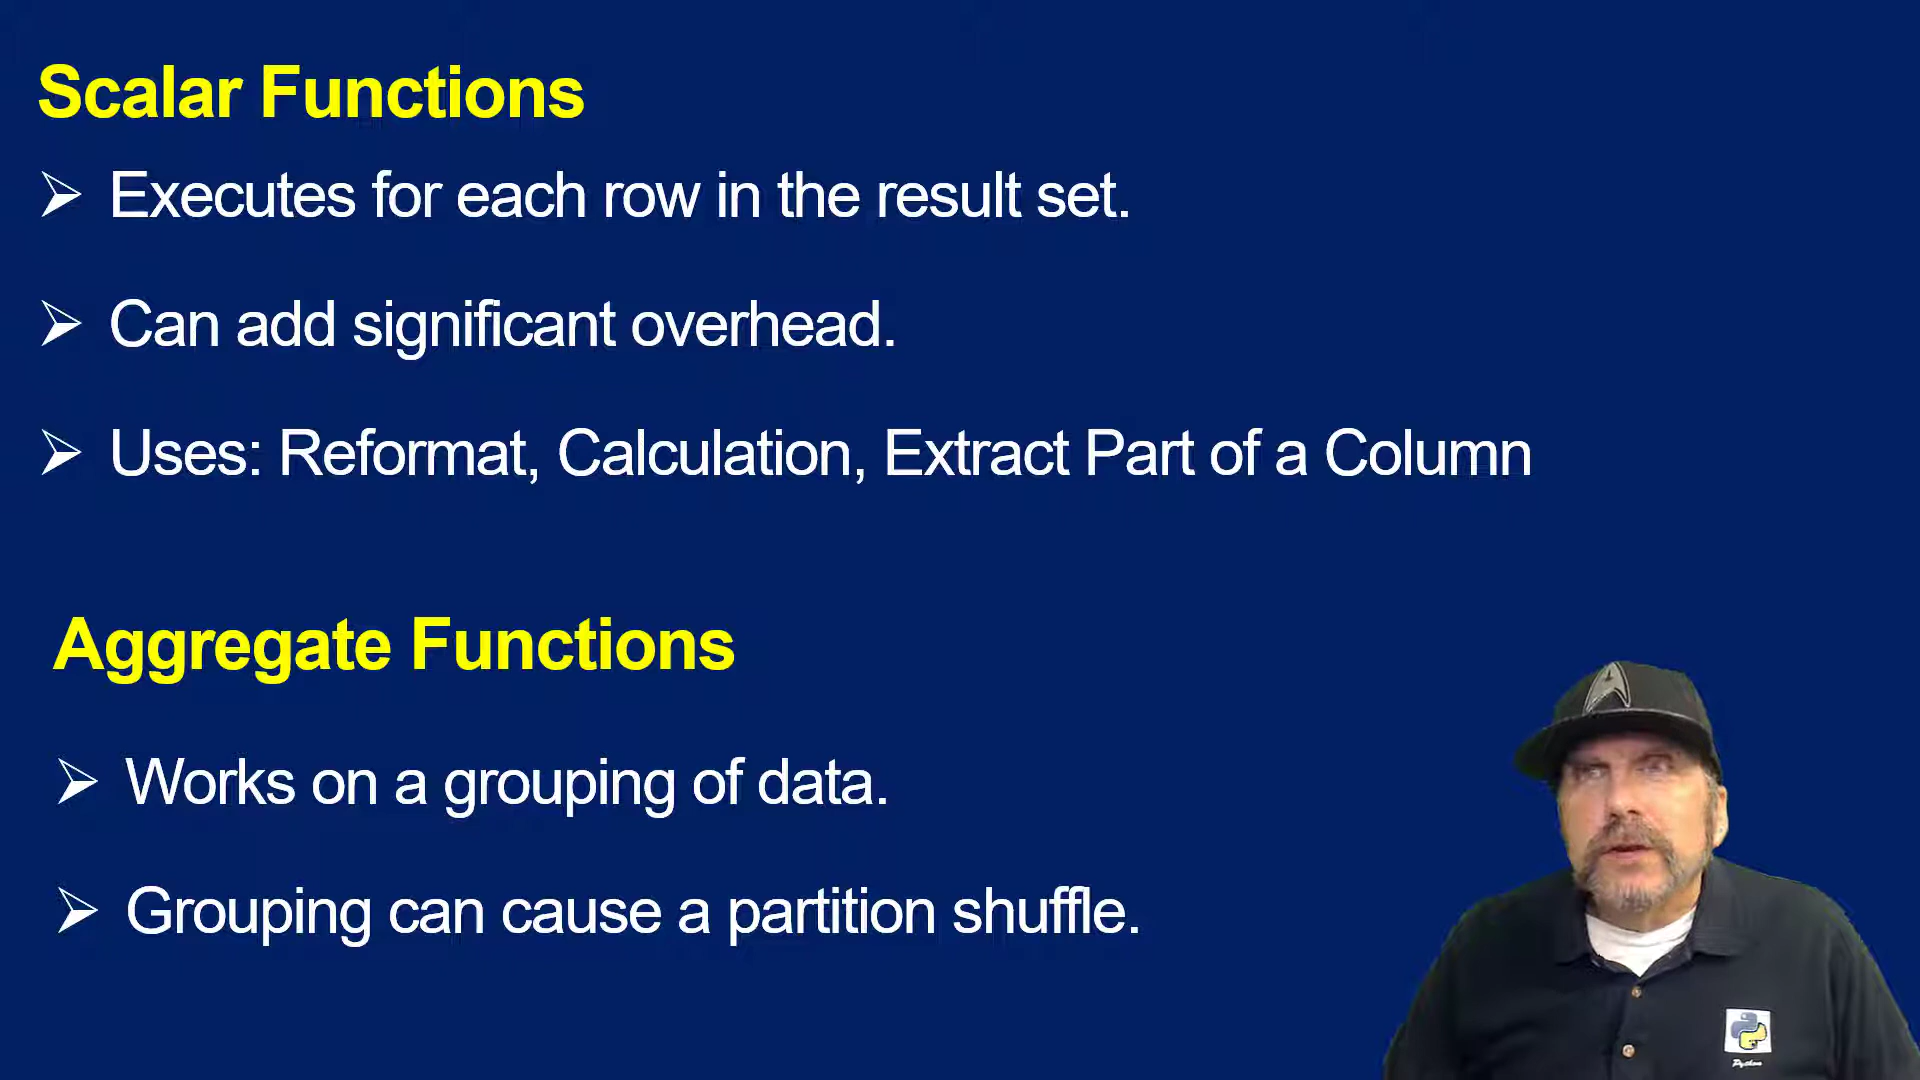 Scalar Functions
Executes for each row in the result set.
Can add significant overhead.
Uses: Reformat, Calculation, Extract Part of a Column
Aggregate Functions
Works on a grouping of data.
Grouping can cause a partition shuffle.
Python